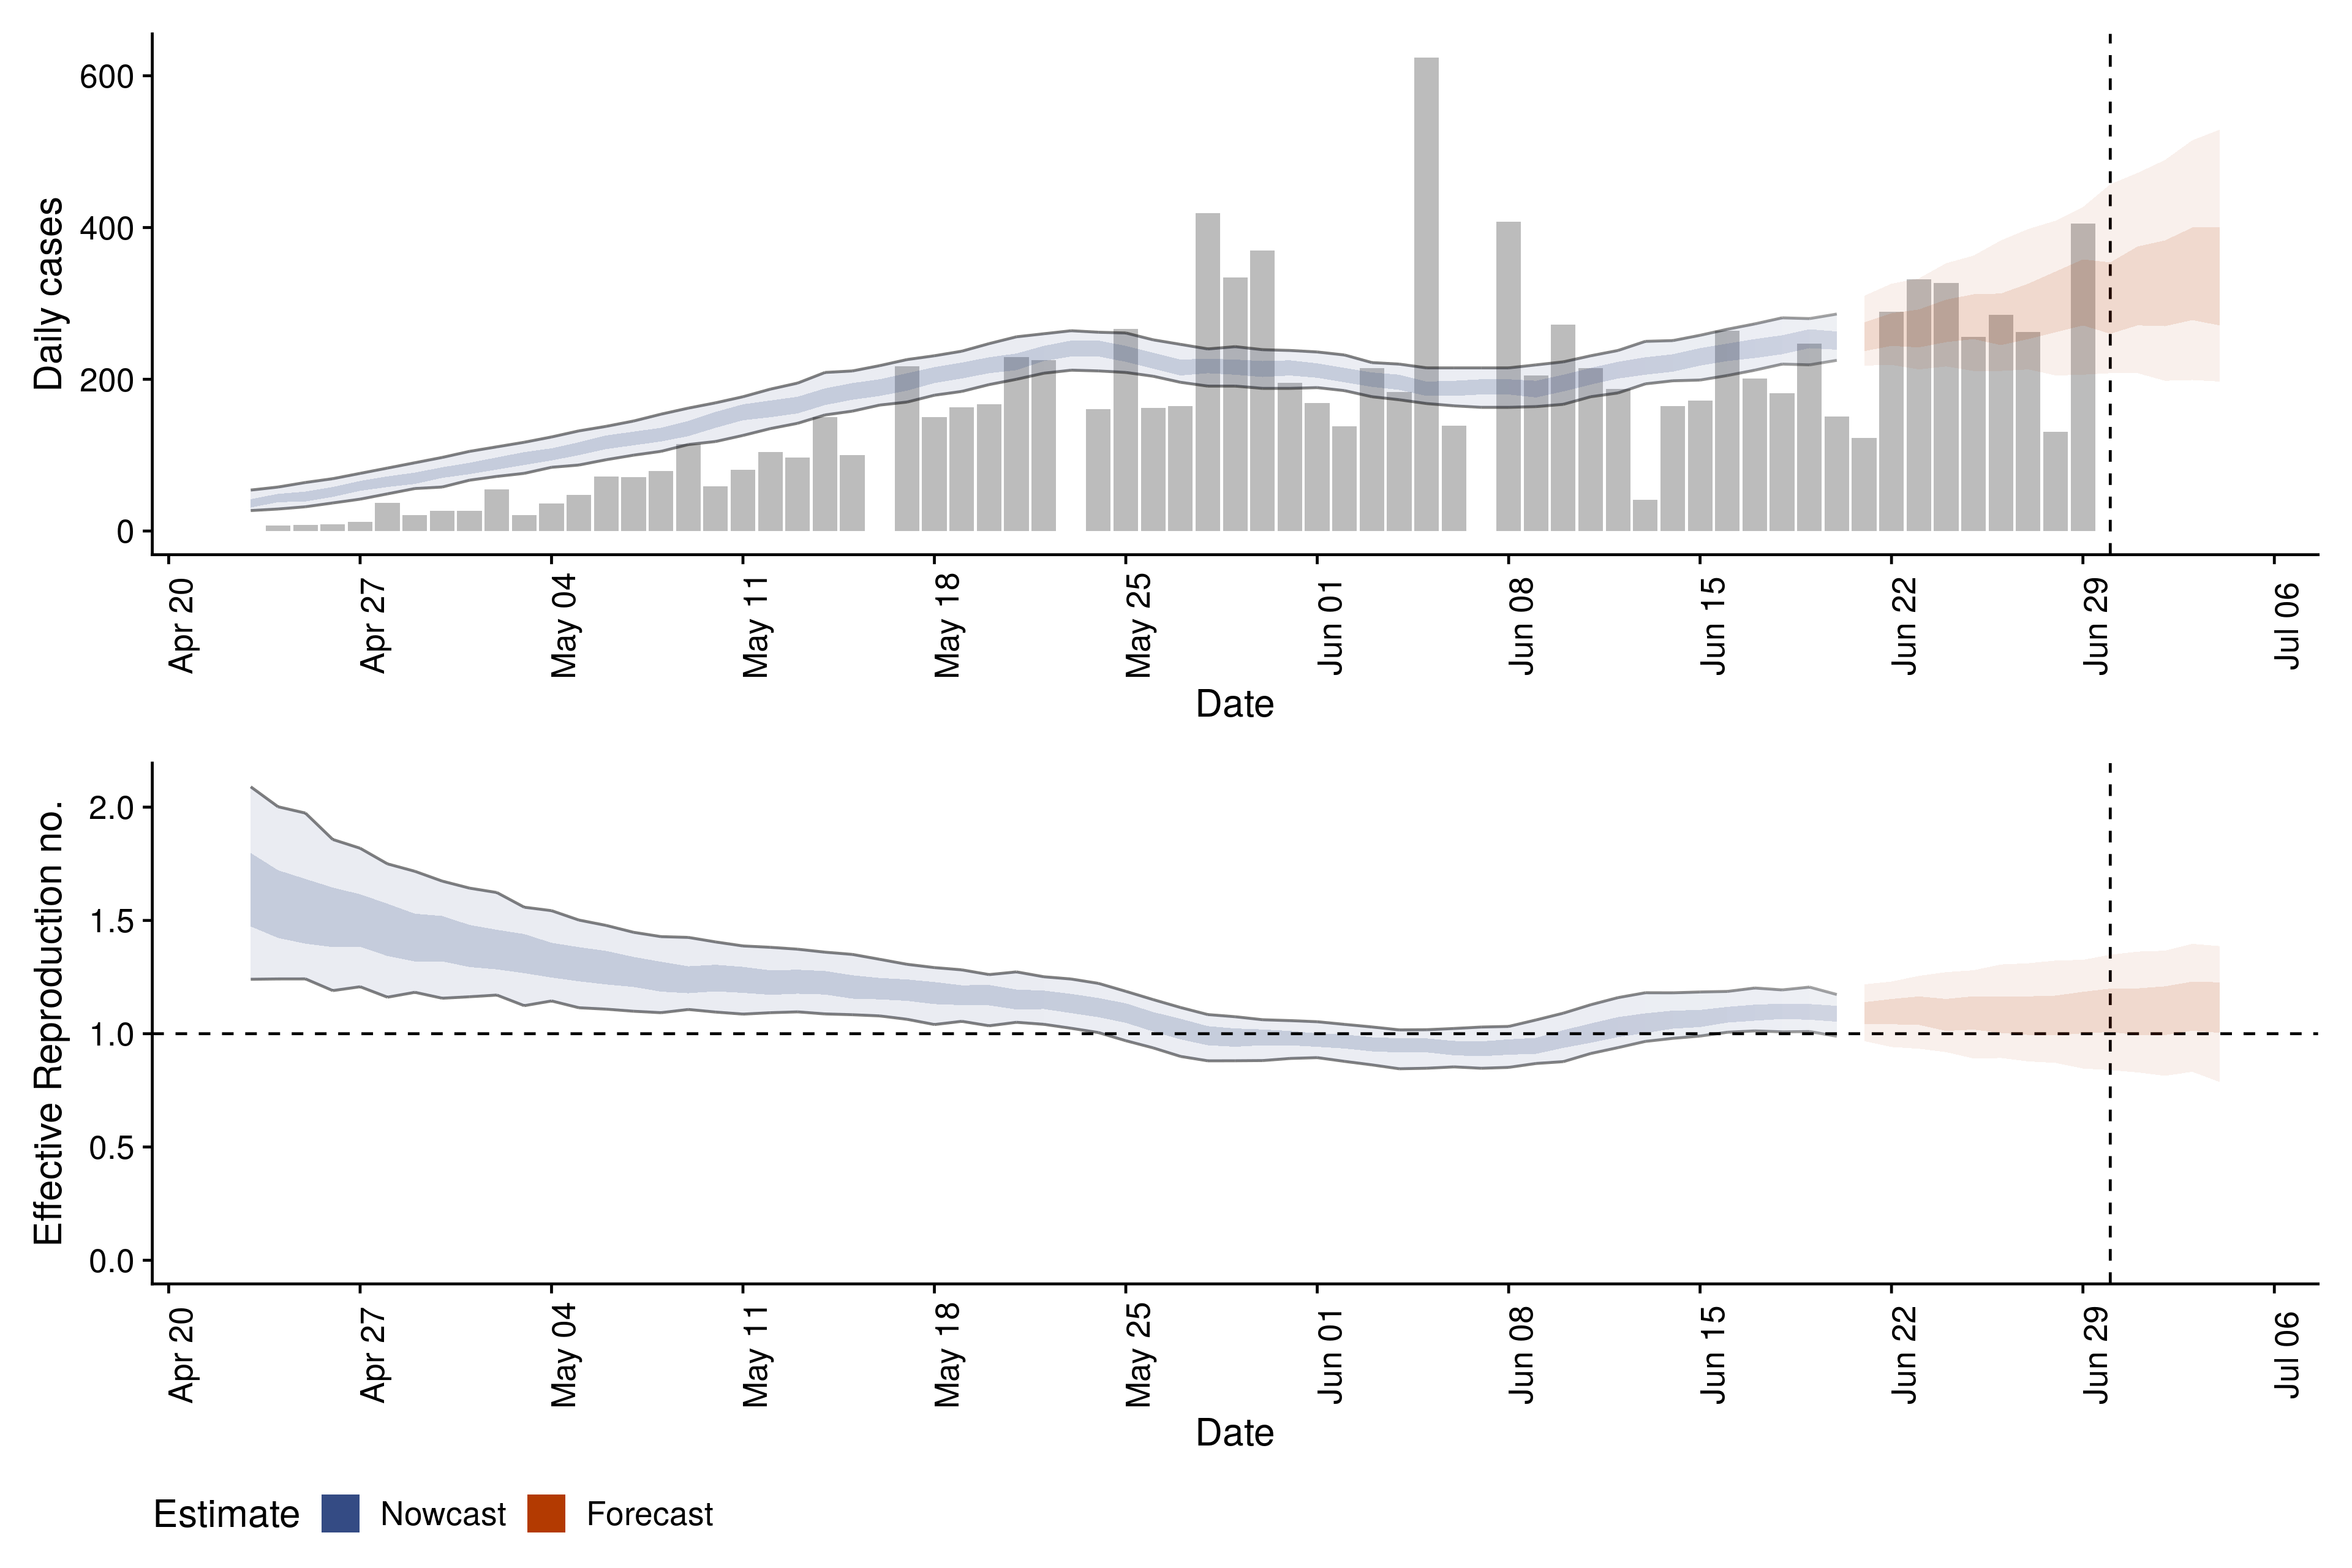 Daily cases
600
400
200
0
Apr 20
Apr 27
May 04
May 11
May 18
May 25
Jun 01
Jun 08
Jun 15
Jun 22
Jun 29
Jul 06
Date
Effective Reproduction no.
2.0
1.5
1.0
0.5
0.0
Apr 20
Apr 27
May 04
May 11
May 18
May 25
Jun 01
Jun 08
Jun 15
Jun 22
Jun 29
Jul 06
Date
Estimate Nowcast Forecast